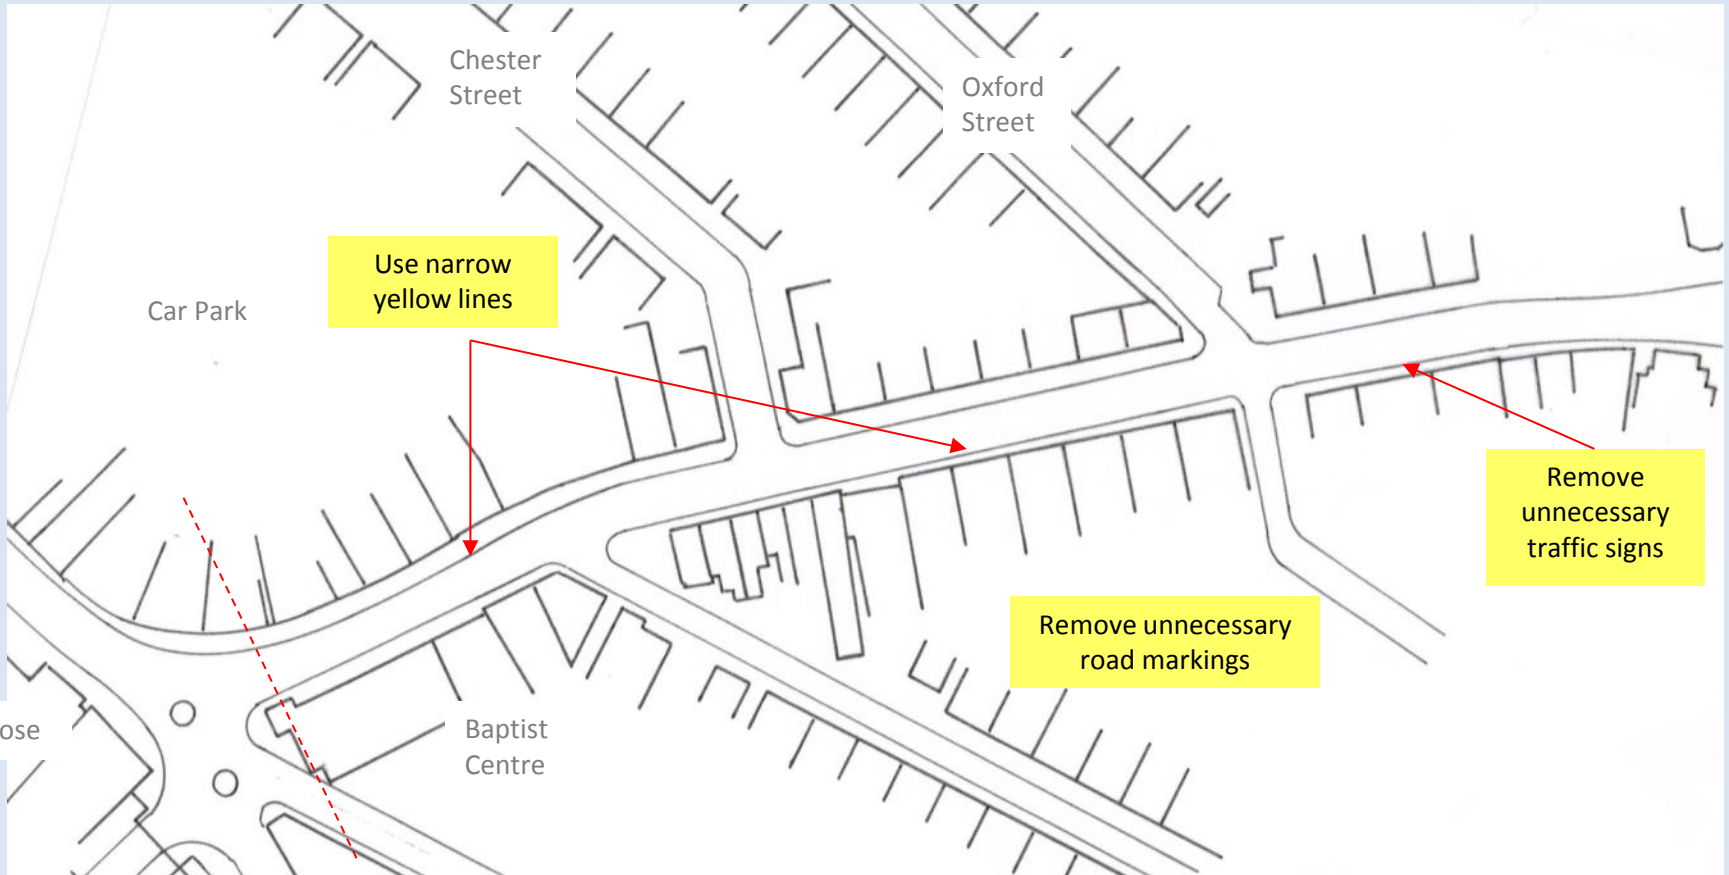 Chester
Street
Oxford
Street
Use narrow
yellow lines
Car Park
Remove
unnecessary
traffic signs
Remove unnecessary
road markings
ose
Baptist
Centre